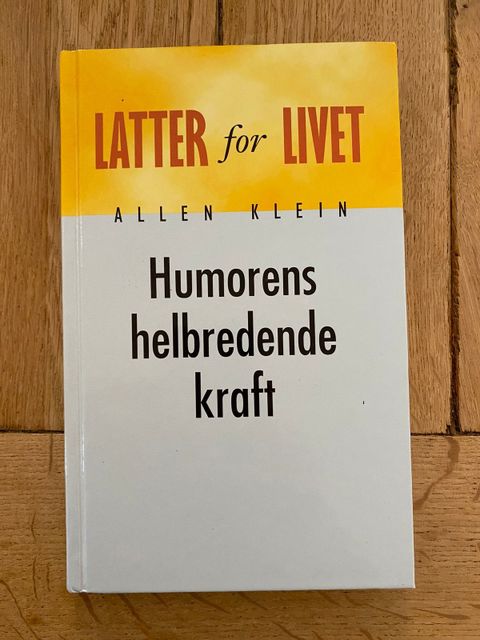 LATTER for LIVET
ALLEN KLEIN
Humorens
helbredende
kraft